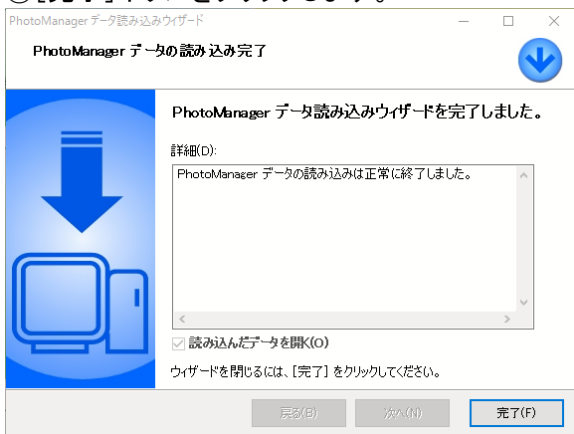 PhotoManager データ読み込みウィザード
PhotoManager データの読み込み完了
PhotoManager データ読み込みウィザードを完了しました。
詳細(D):
PhotoManager データの読み込みは正常に終了しました。
読み込んだデータを開く(O)
ウィザードを閉じるには、[完了] をクリックしてください。
戻る(B) 次へ(N) 完了(F)